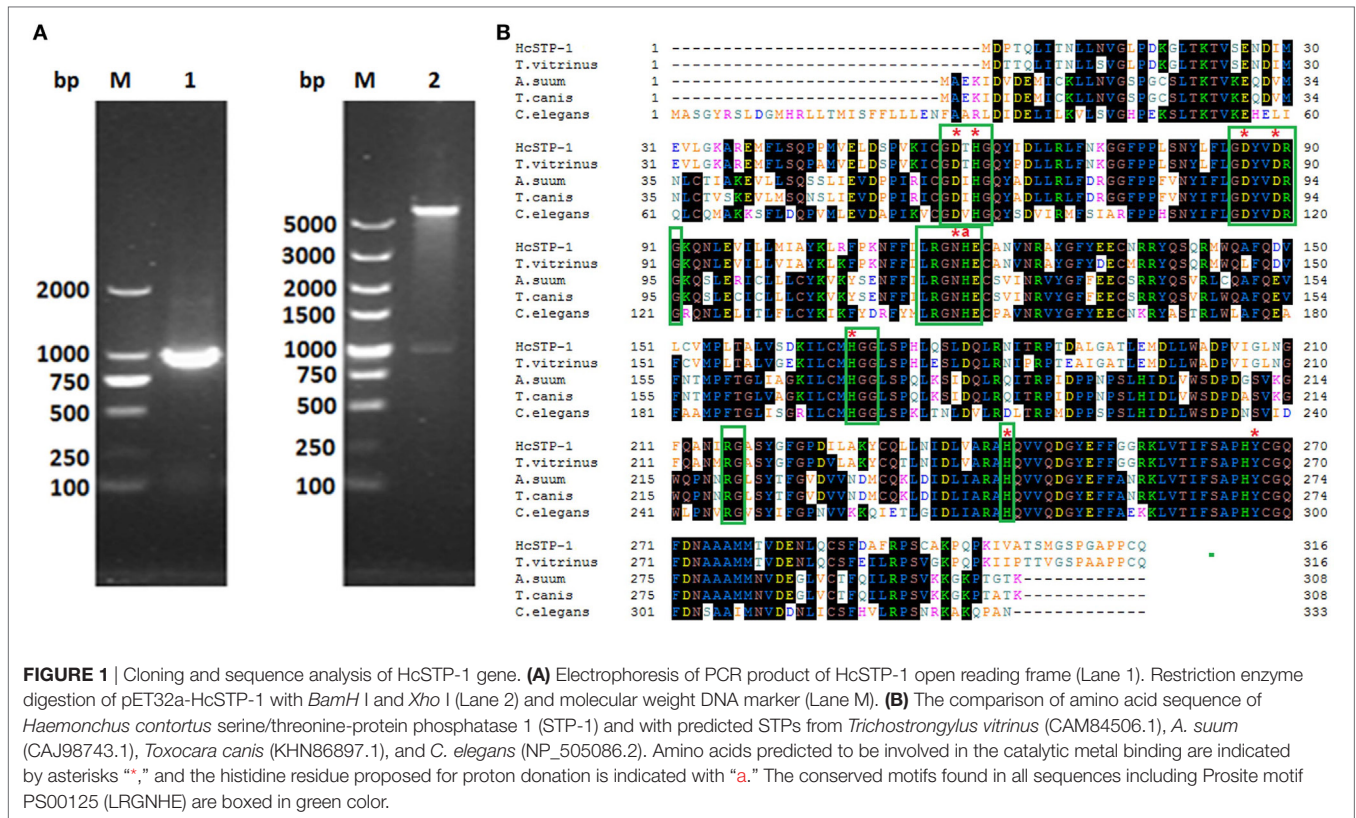 A
B
bp M 1
bp M 2
2000
1000
750
500
250
100
5000
3000
2000
1500
1000
750
500
250
100
HcSTP-1 1 ------------------------------MDPTQLITNLLNVGLPDKGLTKTVSENDIM 30
T.vitrinus 1 ------------------------------MDTTQLITNLLSVGLPDKGLTKTVSENDIM 30
A.suum 1 --------------------------MAEKIDVDEMICKLLNVGSPGCSLTKTVKEQDVM 34
T.canis 1 --------------------------MAEKIDIDEMICKLLNVGSPGCSLTKTVKEQDVM 34
C.elegans 1 MASGYRSLDGMHRLLTMISFFLLLENFAARLDIDELILKVLSVGHPEKSLTKTVKEHELI 60
* * * *
HcSTP-1 31 EVLGKAREMFLSQPPMVELDSPVKICGDTHGQYIDLLRLFNKGGFPPLSNYLFLGDYVDR 90
T.vitrinus 31 EVLGKAREMFLSQPPMVELDSPVKICGDTHGQYIDLLRLFNKGGFPPLSNYLFLGDYVDR 90
A.suum 35 NLCTIAKEVLLSQSSLIEVDPPIRICGDIHGQYADLLRLFDRGGFPPFVNYIFLGDYVDR 94
T.canis 35 NLCTVSKEVLMSQNSLIEVDPPIRICGDIHGQYADLLRLFDRGGFPPFVNYIFLGDYVDR 94
C.elegans 61 QLCQMAKKSFLDQPVMLEVDAPIKVCGDVHGQYSDVIRMFSIARFPPHSNYIFLGDYVDR 120
*a
HcSTP-1 91 GKQNLEVILLMIAYKLRFPKNFFILRGNHECANVNRAYGFYEECNRRYQSQRMWQAFQDV 150
T.vitrinus 91 GKQNLEVILLVIAYKLKFPKNFFILRGNHECANVNRAYGFYDECMRRYQSQRMWQLFQDV 150
A.suum 95 GKQSLERICLLLCYKVKYSENFFILRGNHECSVINRVYGFFEECSRRYQSVRLCQAFQEV 154
T.canis 95 GKQSLECICLLLCYKIKYSENFFILRGNHECSVINRVYGFYEECSRRYQSVRLWQAFQEV 154
C.elegans 121 GRQNLELITLFLCYKIKFYDRFYMLRGNHECPAVNRVYGFYEECNKRYASTRLWLAFQEA 180
*
HcSTP-1 151 LCVMPLTALVSDKILCMHGGLSPHLQSLDQLRNITRPTDALGATLEMDLLWADPVIGLNG 210
T.vitrinus 151 FCVMPLTALVSGKILCMHGGLSPHLESLDQLRNIPRPTEAIGATLEMDLLWADPVIGLNG 210
A.suum 155 FNTMPFTGLIAGKILCMHGGLSPQLKSIDQLRQITRPIDPPNPSLHIDLVWSDPDGSVKG 214
T.canis 155 FNTMPFTGLIAGKILCMHGGLSPQLKSIDQLRQITRPIDPPNPSLHIDLVWSDPDASVKG 214
C.elegans 181 FAAMPFTGLISGRILCMHGGLSPKLTNLDVLRDLTRPMDPPSPSLHIDLLWSDPDNSVID 240
* *
HcSTP-1 211 FQANIRGASYGFGPDILAKYCQLLNIDLVARAHQVVQDGYEFFGGRKLVTIFSAPHYCGQ 270
T.vitrinus 211 FQANMRGASYGFGPDVLAKYCQTLNIDLVARAHQVVQDGYEFFGGRKLVTIFSAPHYCGQ 270
A.suum 215 WQPNNRGLSYTFGVDVVNDMCQKLDIDLIARAHQVVQDGYEFFANRKLVTIFSAPHYCGQ 274
T.canis 215 WQPNNRGLSYIFGVDVVNDMCQKLDIDLIARAHQVVQDGYEFFANRKLVTIFSAPHYCGQ 274
C.elegans 241 WLPNVRGVSYIFGPNVVKKQIETLGIDLIARAHQVVQDGYEFFAEKKLVTIFSAPHYCGQ 300
HcSTP-1 271 FDNAAAMMTVDENLQCSFDAFRPSCAKPQPKIVATSMGSPGAPPCQ 316
T.vitrinus 271 FDNAAAMMTVDENLQCSFEILRPSVGKPQPKIIPTTVGSPAAPPCQ 316
A.suum 275 FDNAAAMMNVDEGLVCTFQILRPSVKKGKPTGTK------------ 308
T.canis 275 FDNAAAMMNVDEGLVCTFQILRPSVKKGKPTATK------------ 308
C.elegans 301 FDNSAAIMNVDDNLICSFHVLRPSNRKAKQPAN------------- 333
FIGURE 1 | Cloning and sequence analysis of HcSTP-1 gene. (A) Electrophoresis of PCR product of HcSTP-1 open reading frame (Lane 1). Restriction enzyme
digestion of pET32a-HcSTP-1 with BamH I and Xho I (Lane 2) and molecular weight DNA marker (Lane M). (B) The comparison of amino acid sequence of
Haemonchus contortus serine/threonine-protein phosphatase 1 (STP-1) and with predicted STPs from Trichostrongylus vitrinus (CAM84506.1), A. suum
(CAJ98743.1), Toxocara canis (KHN86897.1), and C. elegans (NP_505086.2). Amino acids predicted to be involved in the catalytic metal binding are indicated
by asterisks “*,” and the histidine residue proposed for proton donation is indicated with “a.” The conserved motifs found in all sequences including Prosite motif
PS00125 (LRGNHE) are boxed in green color.